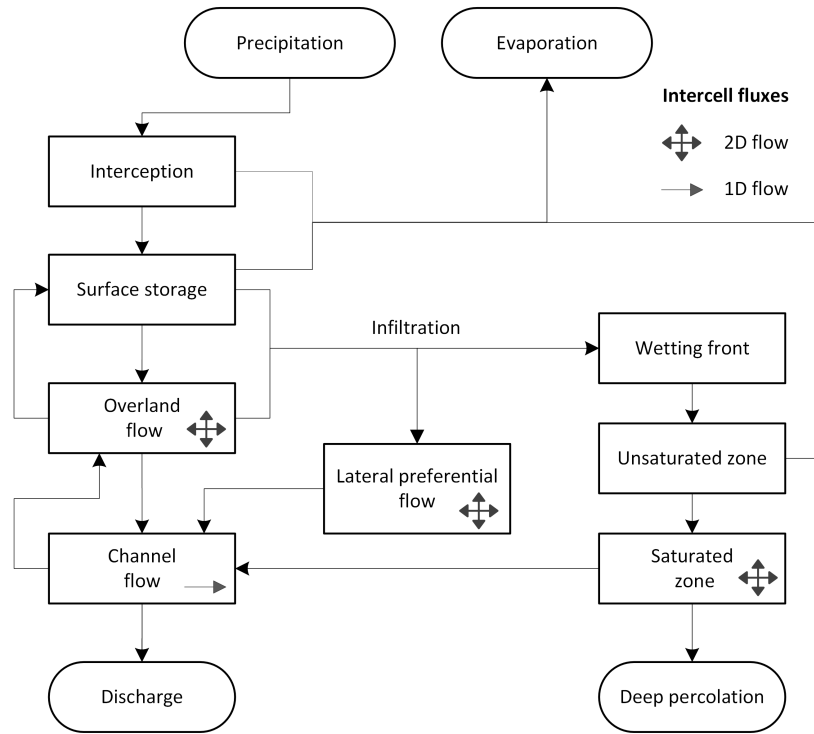 Precipitation
Evaporation
Intercell fluxes
2D flow
1D flow
Interception
Surface storage
Infiltration
Wetting front
Overland
flow
Lateral preferential
flow
Unsaturated zone
Channel
flow
Saturated
zone
Discharge
Deep percolation